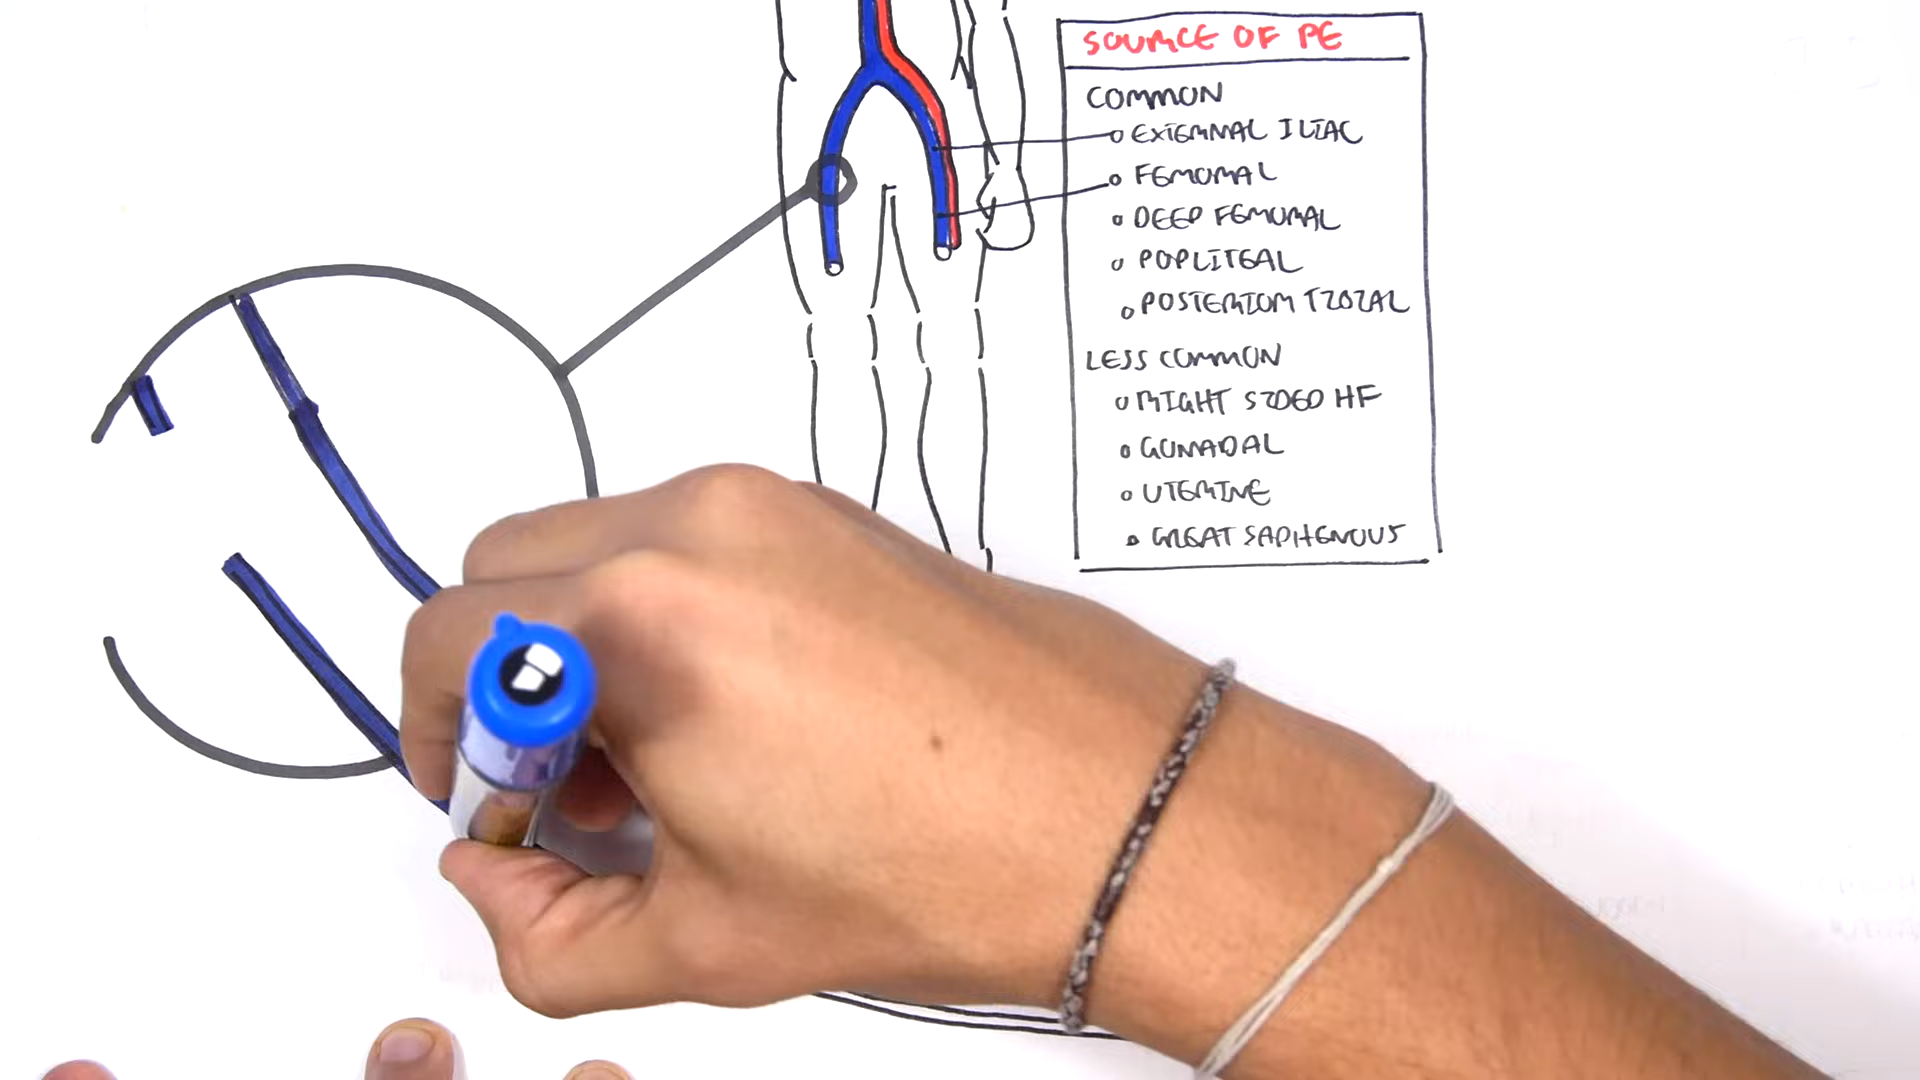 SOURCE OF PE
COMMON
EXTERNAL ILIAC
FEMORAL
DEEP FEMORAL
POPLITEAL
POSTERIOR TIBIAL
LESS COMMON
RIGHT SIDED HF
GONADAL
UTERINE
GREAT SAPHENOUS